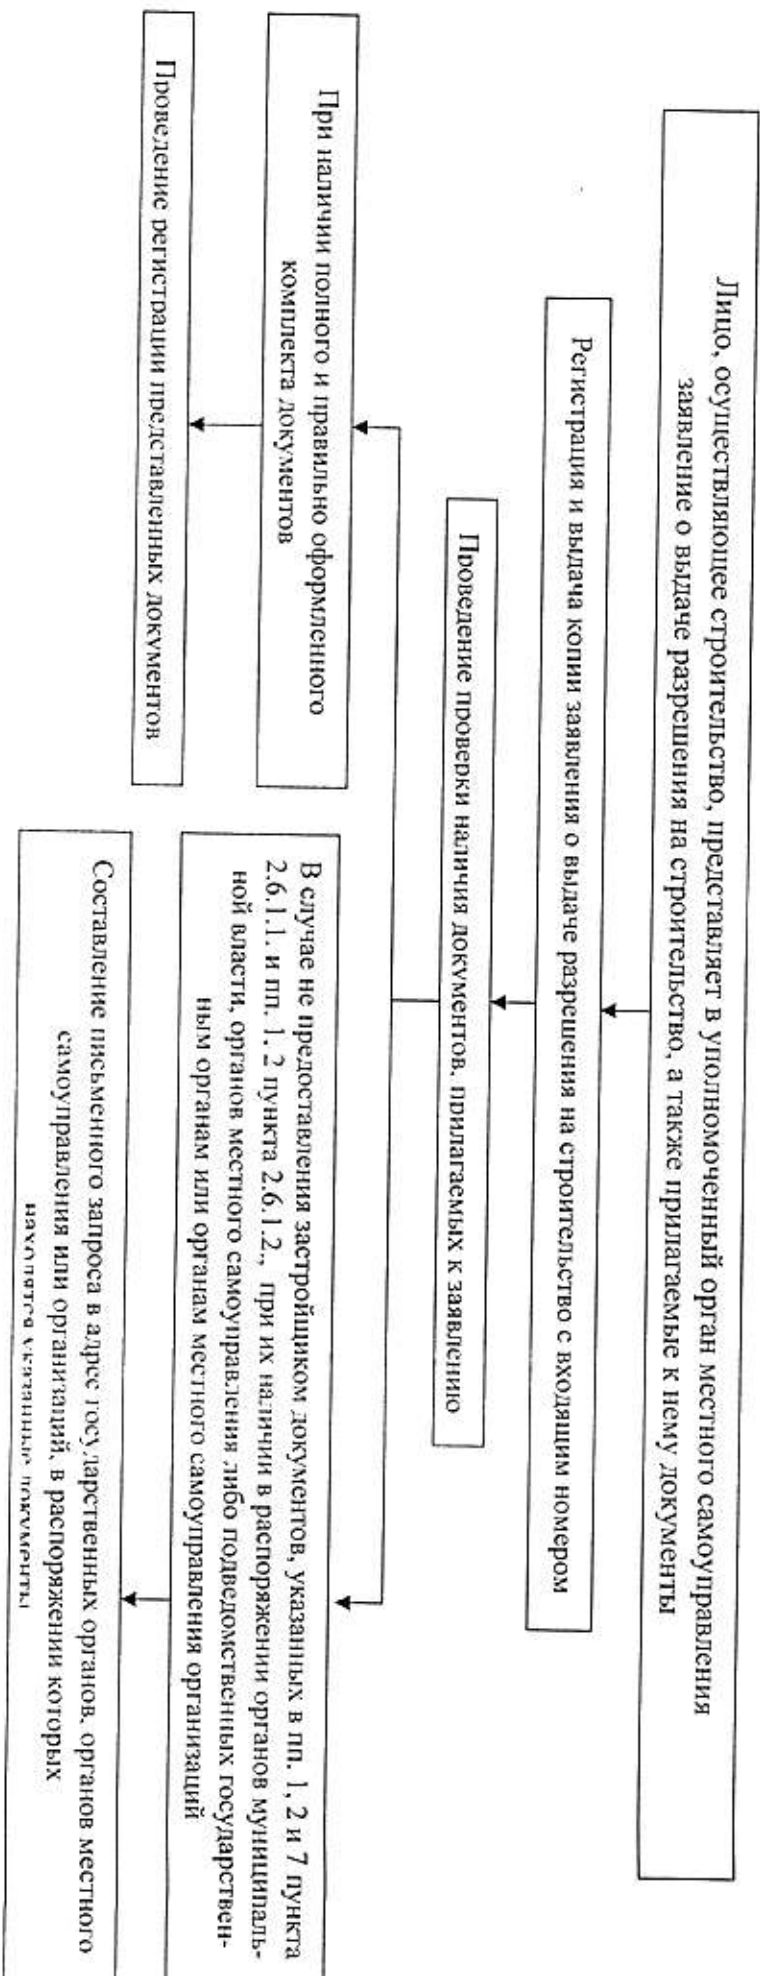 Лицо, осуществляющее строительство, представляет в уполномоченный орган местного самоуправления
заявление о выдаче разрешения на строительство, а также прилагаемые к нему документы
Регистрация и выдача копии заявления о выдаче разрешения на строительство с входящим номером
Проведение проверки наличия документов, прилагаемых к заявлению
При наличии полного и правильно оформленного
комплекта документов
Проведение регистрации представленных документов
В случае не предоставления застройщиком документов, указанных в пп. 1, 2 и 7 пункта
2.6.1.1. и пп. 1, 2 пункта 2.6.1.2., при их наличии в распоряжении органов муниципаль-
ной власти, органов местного самоуправления либо подведомственных государствен-
ным органам или органам местного самоуправления организаций
Составление письменного запроса в адрес государственных органов, органов местного
самоуправления или организаций, в распоряжении которых
находятся указанные документы